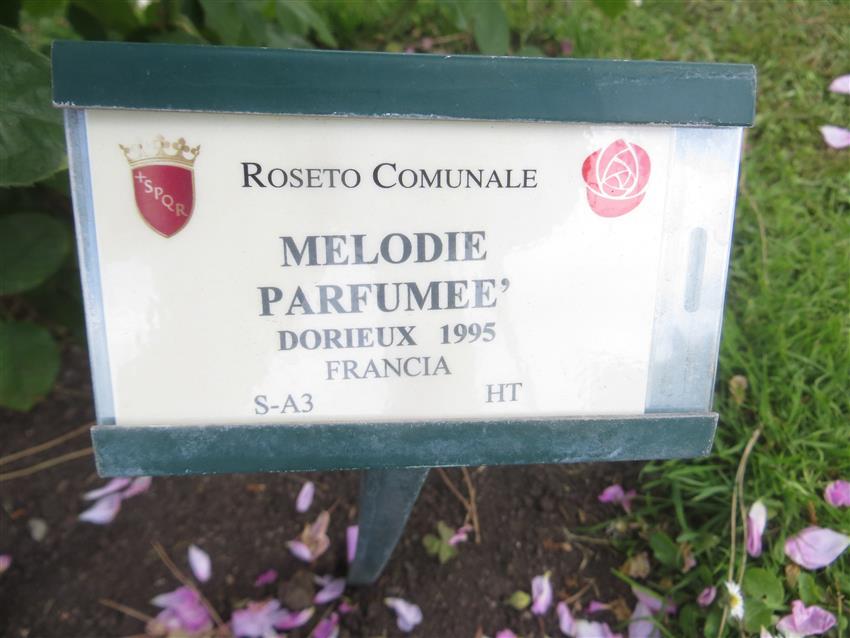 +SPQR
ROSETO COMUNALE
MELODIE
PARFUMEE'
DORIEUX 1995
FRANCIA
S-A3 HT